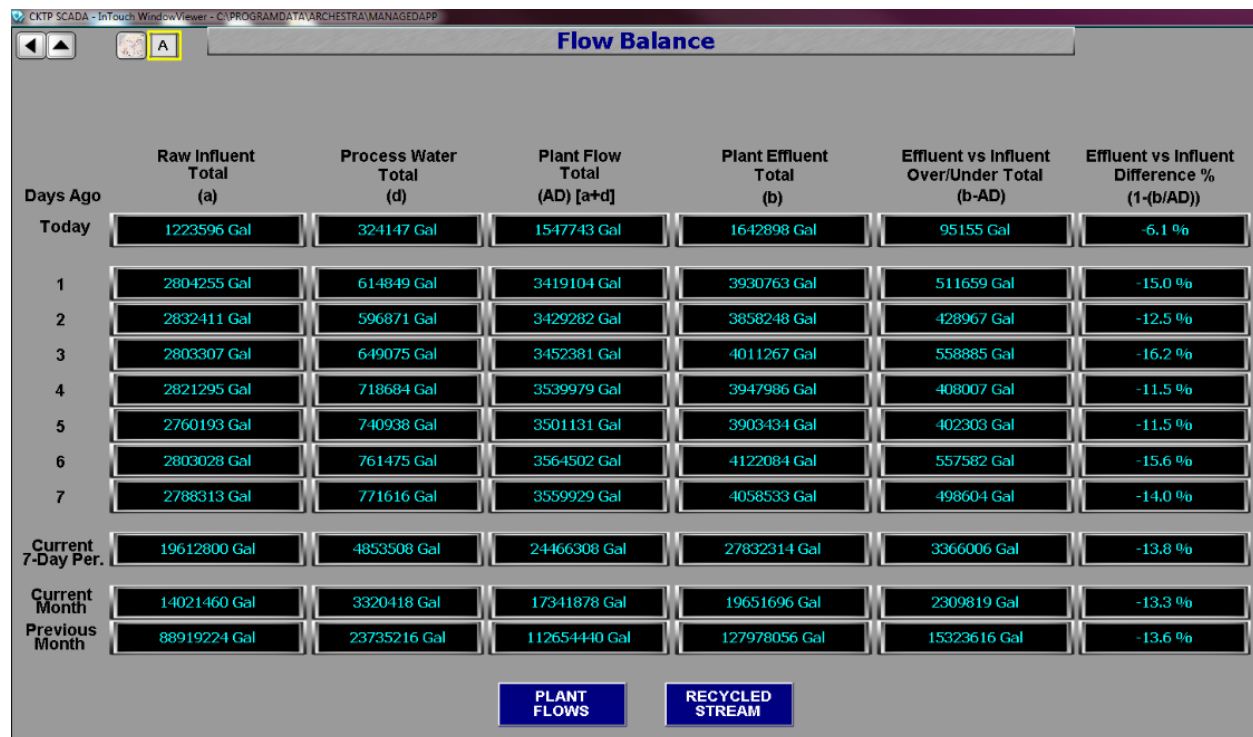 CKTP SCADA - InTouch WindowViewer - C:\PROGRAMDATA\ARCHESTRA\MANAGEDAPP
A
Flow Balance
Days Ago
Raw Influent
Total
(a)
Process Water
Total
(d)
Plant Flow
Total
(AD) [a+d]
Plant Effluent
Total
(b)
Effluent vs Influent
Over/Under Total
(b-AD)
Effluent vs Influent
Difference %
(1-(b/AD))
Today 1223596 Gal 324147 Gal 1547743 Gal 1642898 Gal 95155 Gal -6.1 %
1 2804255 Gal 614849 Gal 3419104 Gal 3930763 Gal 511659 Gal -15.0 %
2 2832411 Gal 596871 Gal 3429282 Gal 3858248 Gal 428967 Gal -12.5 %
3 2803307 Gal 649075 Gal 3452381 Gal 4011267 Gal 558885 Gal -16.2 %
4 2821295 Gal 718684 Gal 3539979 Gal 3947986 Gal 408007 Gal -11.5 %
5 2760193 Gal 740938 Gal 3501131 Gal 3903434 Gal 402303 Gal -11.5 %
6 2803028 Gal 761475 Gal 3564502 Gal 4122084 Gal 557582 Gal -15.6 %
7 2788313 Gal 771616 Gal 3559929 Gal 4058533 Gal 498604 Gal -14.0 %
Current
7-Day Per. 19612800 Gal 4853508 Gal 24466308 Gal 27832314 Gal 3366006 Gal -13.8 %
Current
Month 14021460 Gal 3320418 Gal 17341878 Gal 19651696 Gal 2309819 Gal -13.3 %
Previous
Month 88919224 Gal 23735216 Gal 112654440 Gal 127978056 Gal 15323616 Gal -13.6 %
PLANT
FLOWS
RECYCLED
STREAM